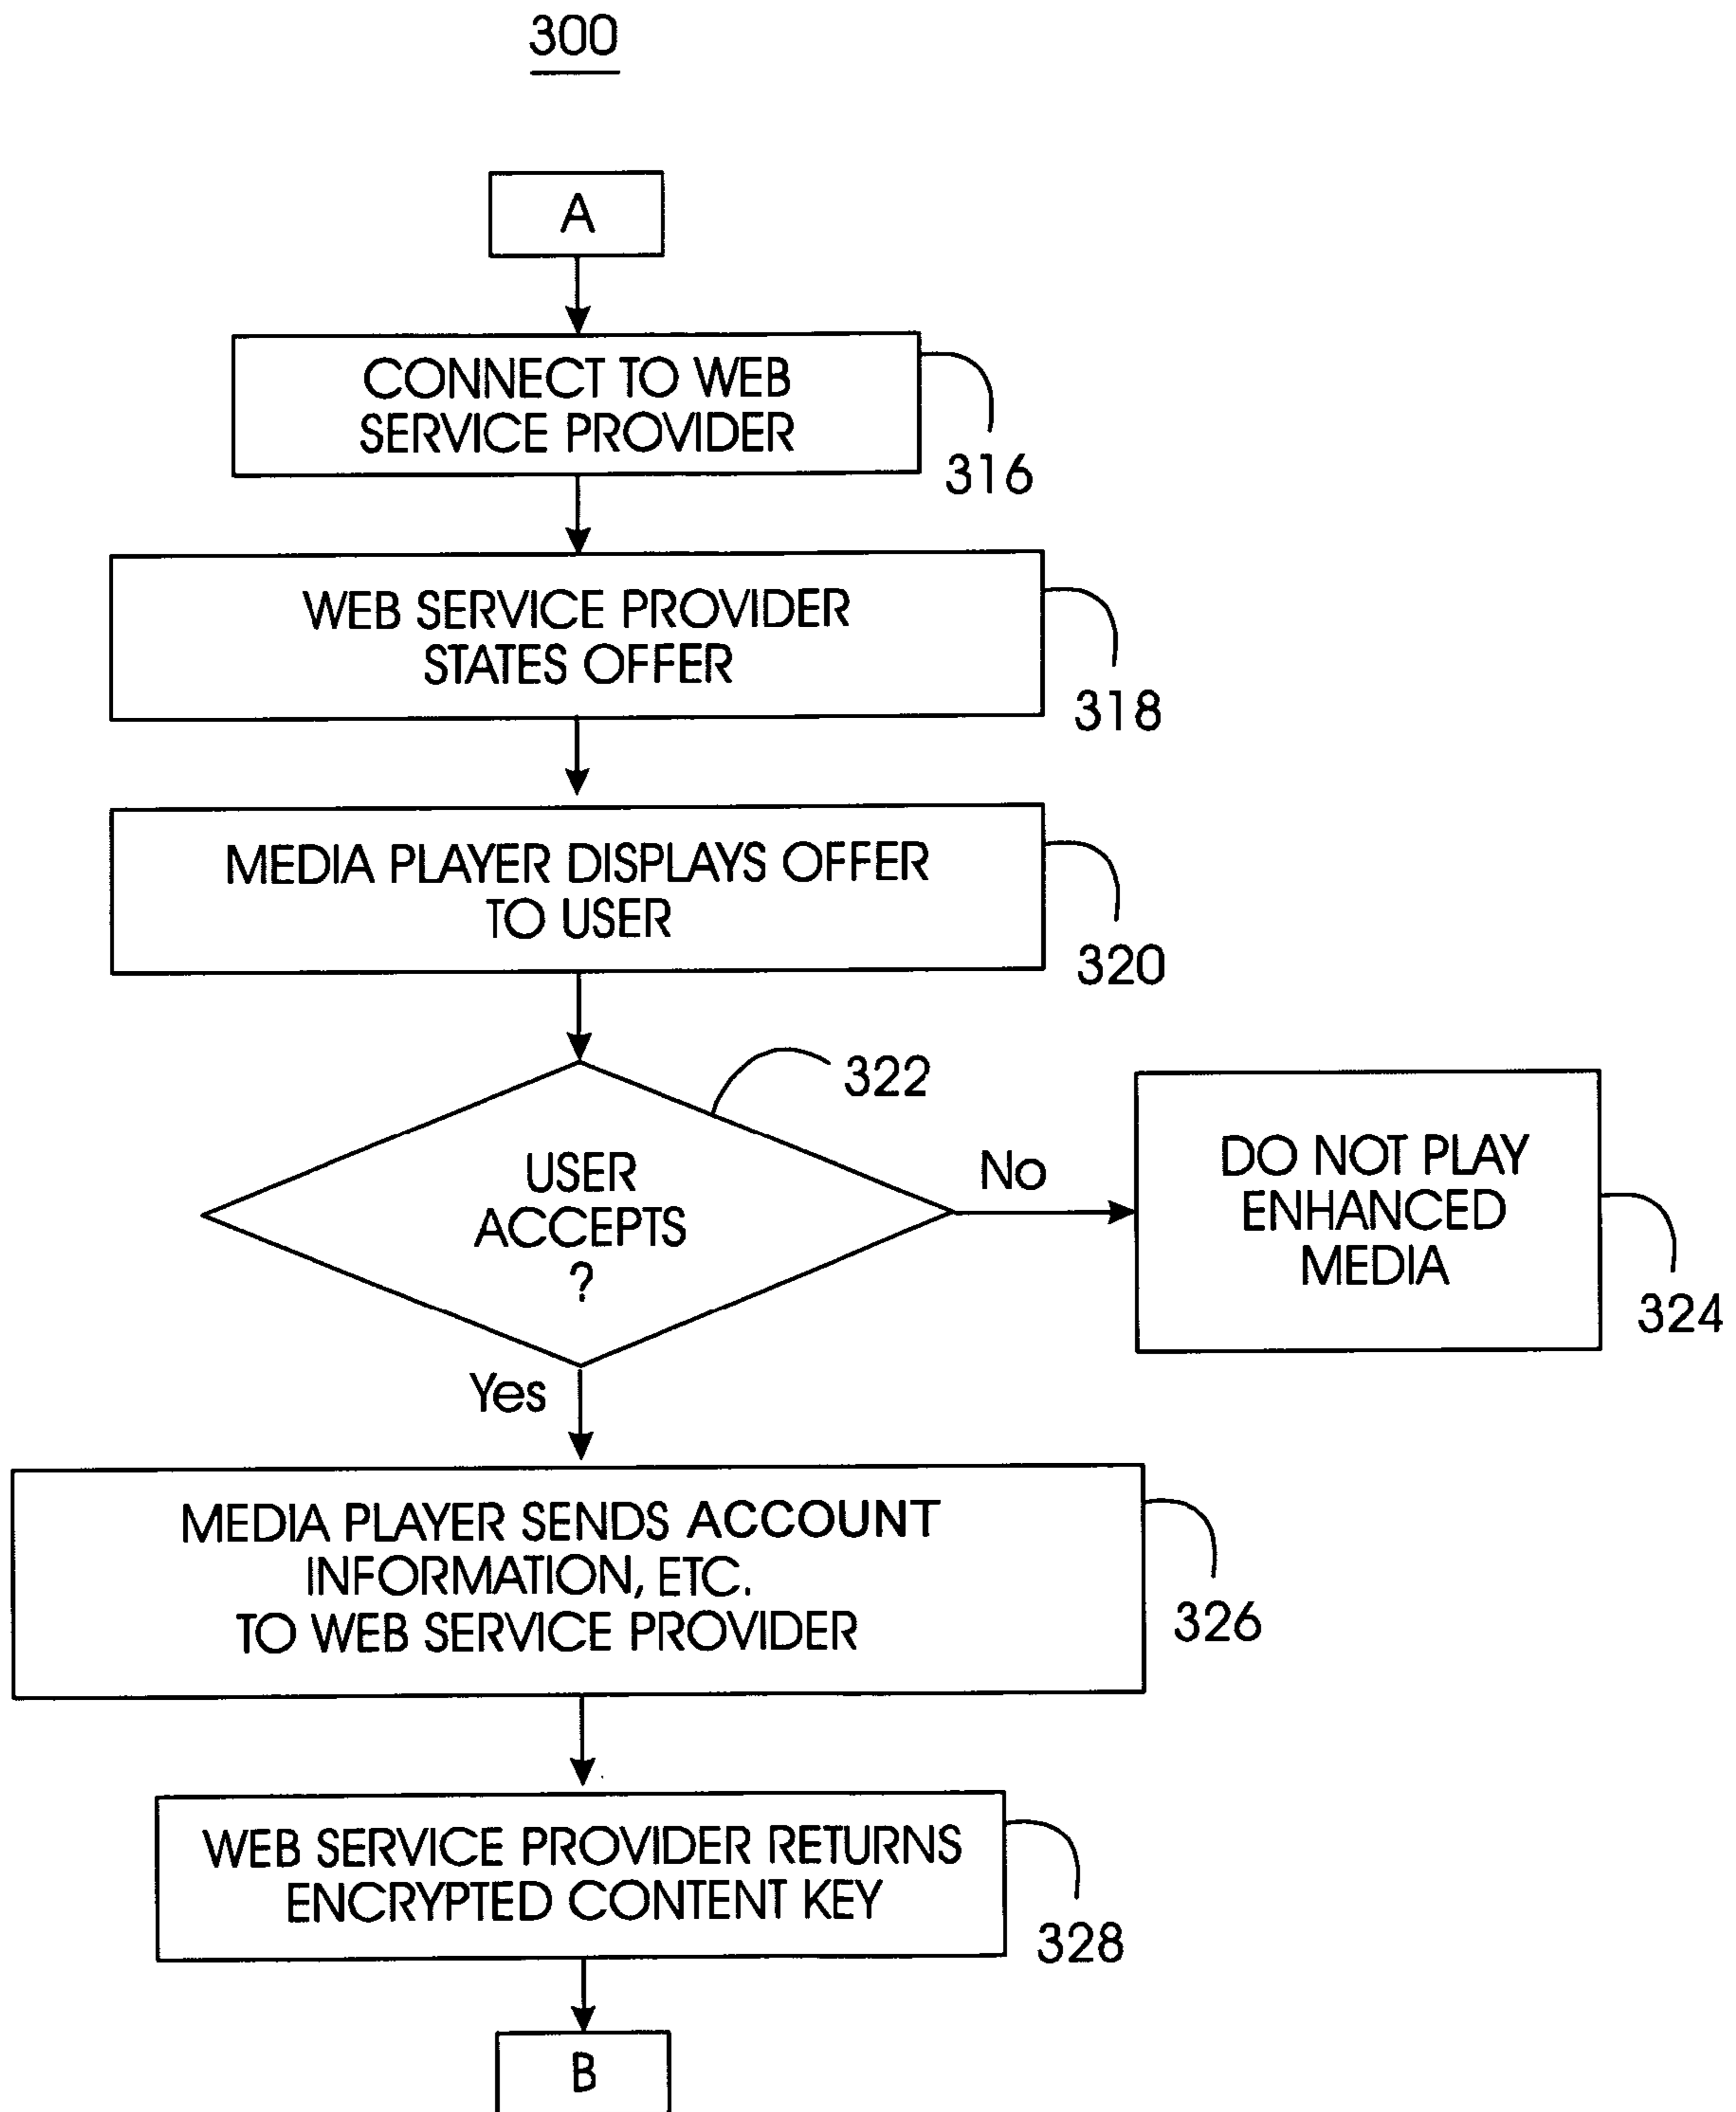 300
A
CONNECT TO WEB
SERVICE PROVIDER
316
WEB SERVICE PROVIDER
STATES OFFER
318
MEDIA PLAYER DISPLAYS OFFER
TO USER
320
322
USER
ACCEPTS
?
No
DO NOT PLAY
ENHANCED
MEDIA
324
Yes
MEDIA PLAYER SENDS ACCOUNT
INFORMATION, ETC.
TO WEB SERVICE PROVIDER
326
WEB SERVICE PROVIDER RETURNS
ENCRYPTED CONTENT KEY
328
B